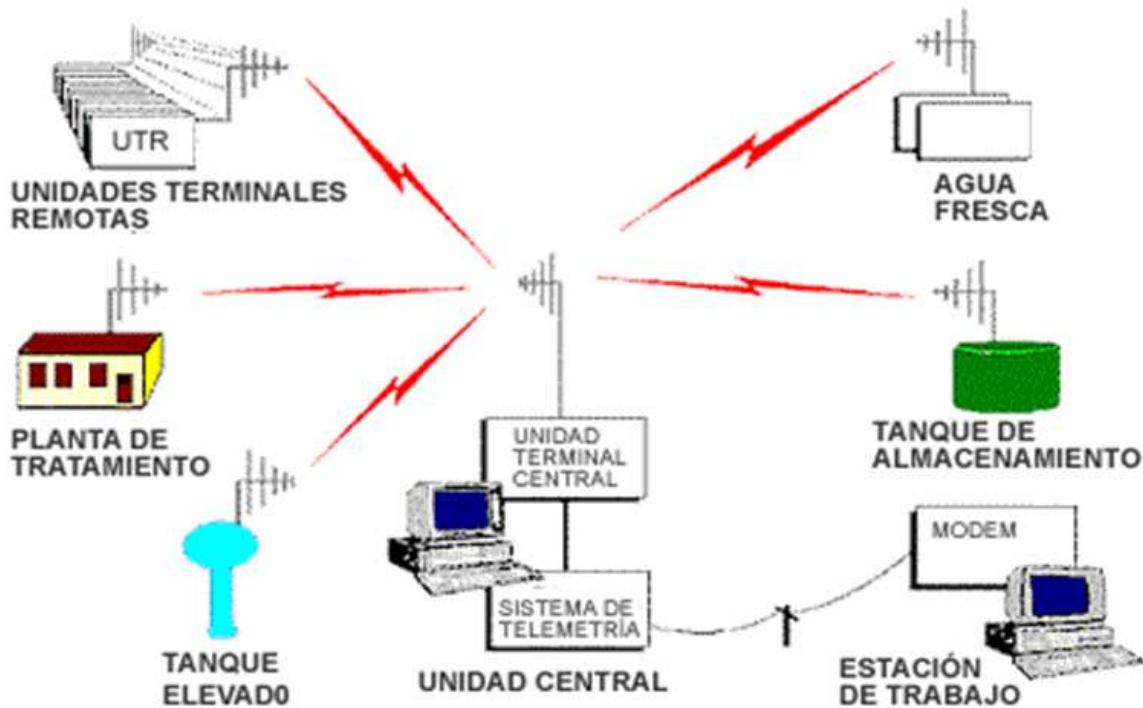 UTR
UNIDADES TERMINALES
REMOTAS
AGUA
FRESCA
PLANTA DE
TRATAMIENTO
UNIDAD
TERMINAL
CENTRAL
TANQUE DE
ALMACENAMIENTO
MODEM
SISTEMA DE
TELEMETRÍA
TANQUE
ELEVAD0
UNIDAD CENTRAL
ESTACIÓN
DE TRABAJO